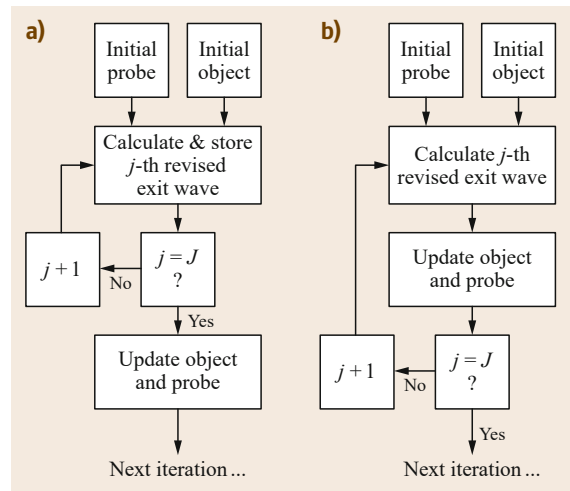 a)
Initial
probe
Initial
object
Calculate & store
j-th revised
exit wave
j + 1
No
j = J
?
Yes
Update object
and probe
Next iteration ...
b)
Initial
probe
Initial
object
Calculate j-th
revised exit wave
Update object
and probe
j + 1
No
j = J
?
Yes
Next iteration ...